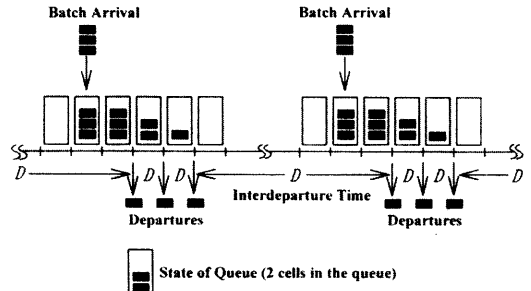 Batch Arrival Batch Arrival
D D D D D D D
Interdeparture Time
Departures Departures
State of Queue (2 cells in the queue)